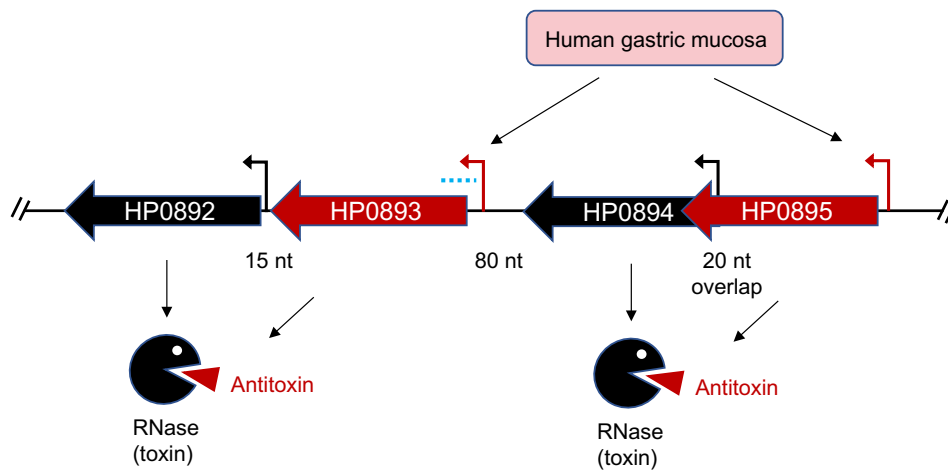 Human gastric mucosa
HP0892
HP0893
HP0894
HP0895
15 nt
80 nt
20 nt
overlap
Antitoxin
RNase
(toxin)
Antitoxin
RNase
(toxin)